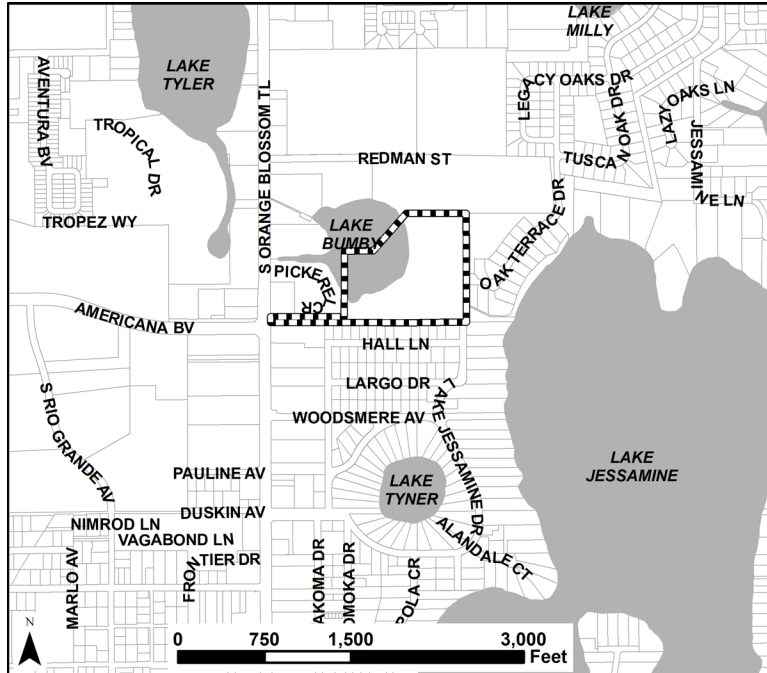 LAKE
MILLY
LAKE
TYLER
AVENTURA BV
TROPICAL DR
S ORANGE BLOSSOM TL
LEGACY OAKS DR
TUSCAN OAK DR
LAZY OAKS LN
JESSAMINE LN
REDMAN ST
TROPEZ WY
LAKE
BUMBY
OAK TERRACE DR
PICKEREL CR
AMERICANA BV
HALL LN
LARGO DR
S RIO GRANDE AV
WOODSMERE AV
LAKE JESSAMINE DR
LAKE
JESSAMINE
PAULINE AV
LAKE
TYNER
DUSKIN AV
NIMROD LN
VAGABOND LN
ALANDALE CT
FRONTIER DR
MARLO AV
AKOMA DR
OMOKA DR
POLA CR
N
0 750 1,500 3,000
Feet